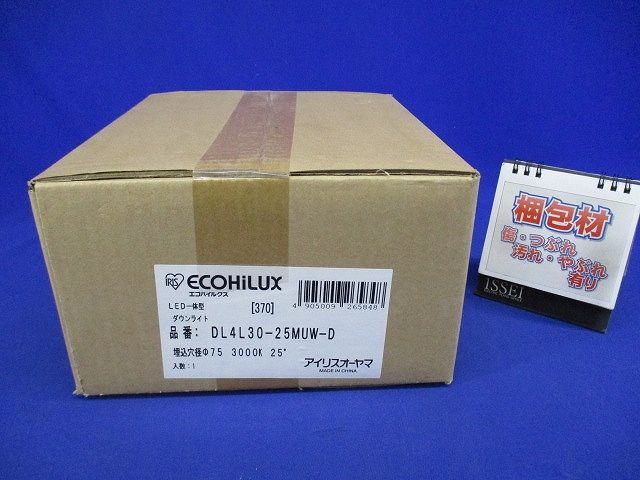 IRIS ECOHiLUX
エコハイルクス
LED一体型 [370]
ダウンライト
4 905009 265848
品番: DL4L30-25MUW-D
埋込穴径Φ75 3000K 25°
入数:1
アイリスオーヤマ
MADE IN CHINA
梱包材
傷・つぶれ
汚れ・やぶれ
有り
ISSEI